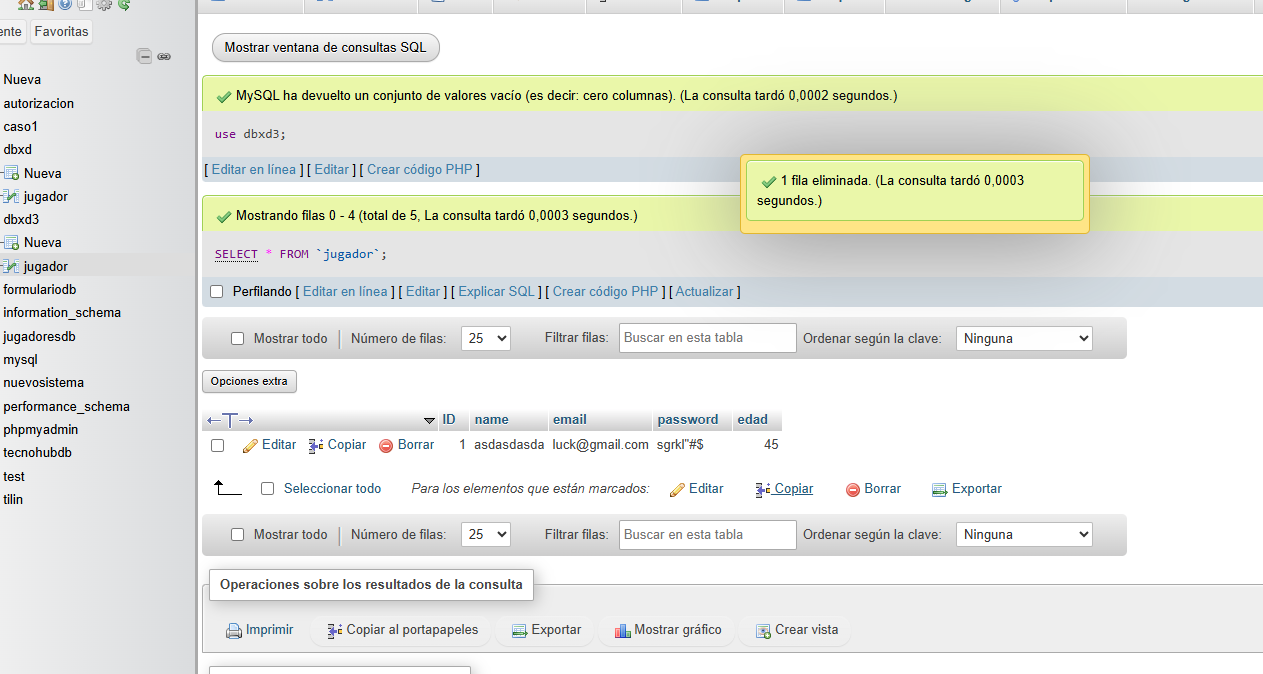 ente Favoritas
Nueva
autorizacion
caso1
dbxd
Nueva
jugador
dbxd3
Nueva
jugador
formulariodb
information_schema
jugadoresdb
mysql
nuevosistema
performance_schema
phpmyadmin
tecnohubdb
test
tilin
Mostrar ventana de consultas SQL
MySQL ha devuelto un conjunto de valores vacío (es decir: cero columnas). (La consulta tardó 0,0002 segundos.)
use dbxd3;
[ Editar en línea ] [ Editar ] [ Crear código PHP ]
1 fila eliminada. (La consulta tardó 0,0003
segundos.)
Mostrando filas 0 - 4 (total de 5, La consulta tardó 0,0003 segundos.)
SELECT * FROM `jugador`;
Perfilando [ Editar en línea ] [ Editar ] [ Explicar SQL ] [ Crear código PHP ] [ Actualizar ]
Mostrar todo Número de filas: 25 Filtrar filas: Buscar en esta tabla Ordenar según la clave: Ninguna
Opciones extra
←T→ ID name email password edad
Editar Copiar Borrar 1 asdasdasda luck@gmail.com sgrkl"#$ 45
Seleccionar todo Para los elementos que están marcados: Editar Copiar Borrar Exportar
Mostrar todo Número de filas: 25 Filtrar filas: Buscar en esta tabla Ordenar según la clave: Ninguna
Operaciones sobre los resultados de la consulta
Imprimir Copiar al portapapeles Exportar Mostrar gráfico Crear vista